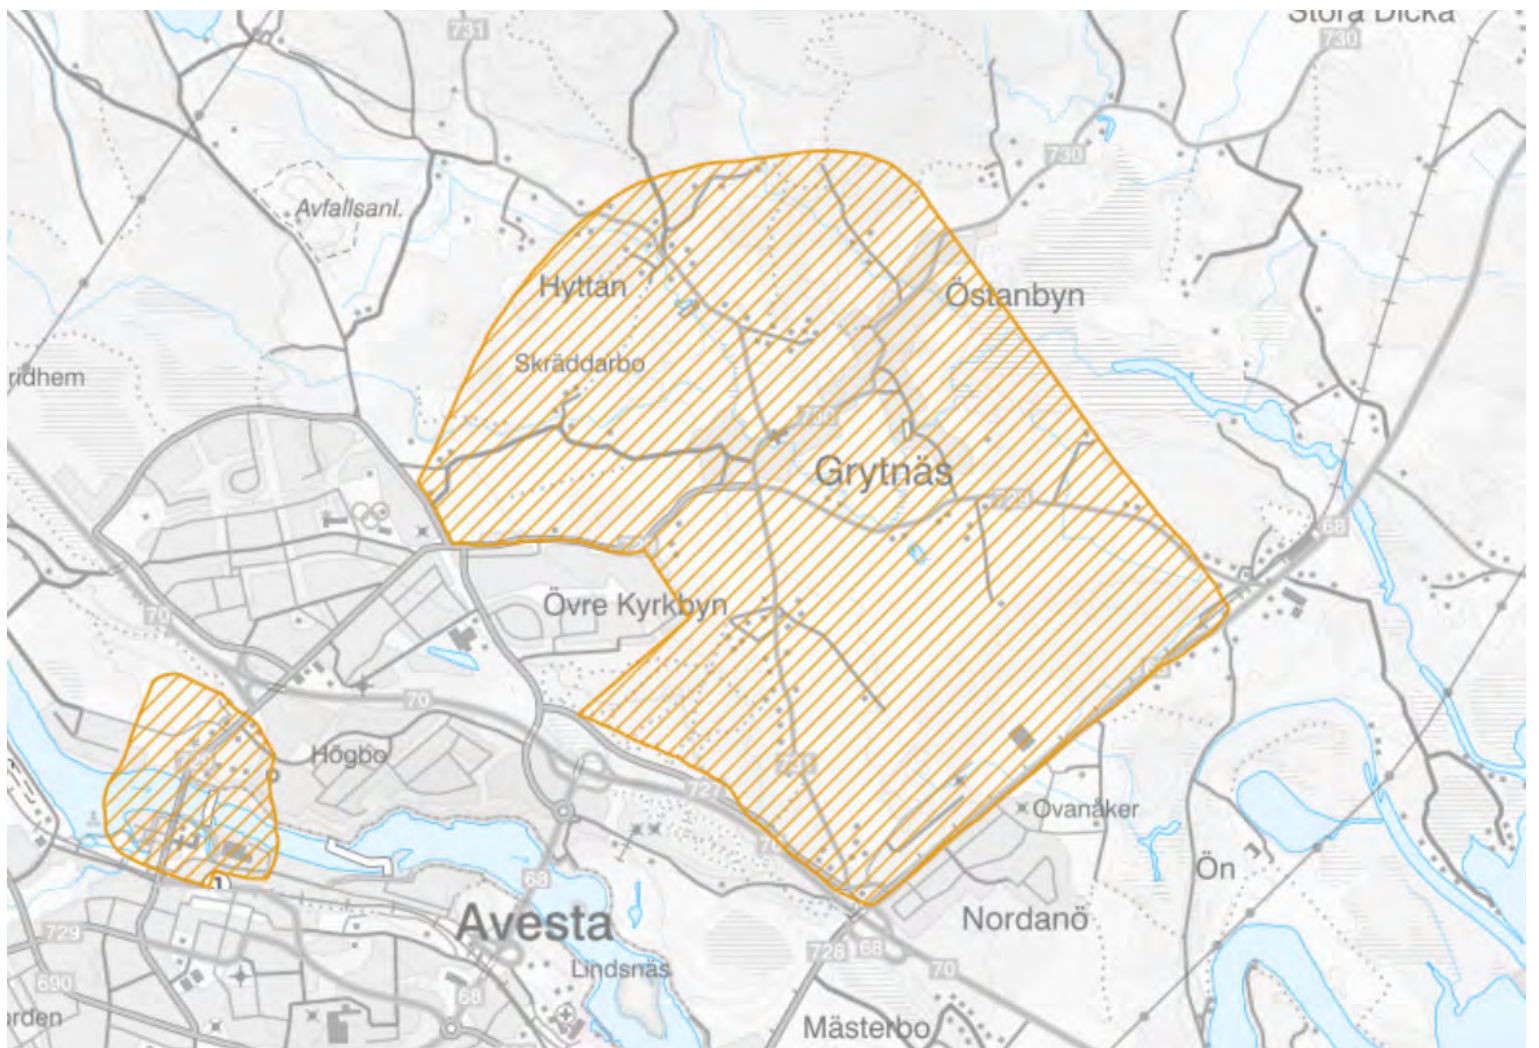 Stora Dicka
731
730
730
Avfallsanl.
Hyttan
Östanbyn
Skräddarbo
ridhem
730
Grytnäs
729
68
Övre Kyrkbyn
70
70
Högbo
727
Ovanåker
Ön
68
Avesta
Nordanö
729
728
68
70
Lindsnäs
690
68
orden
Mästerbo